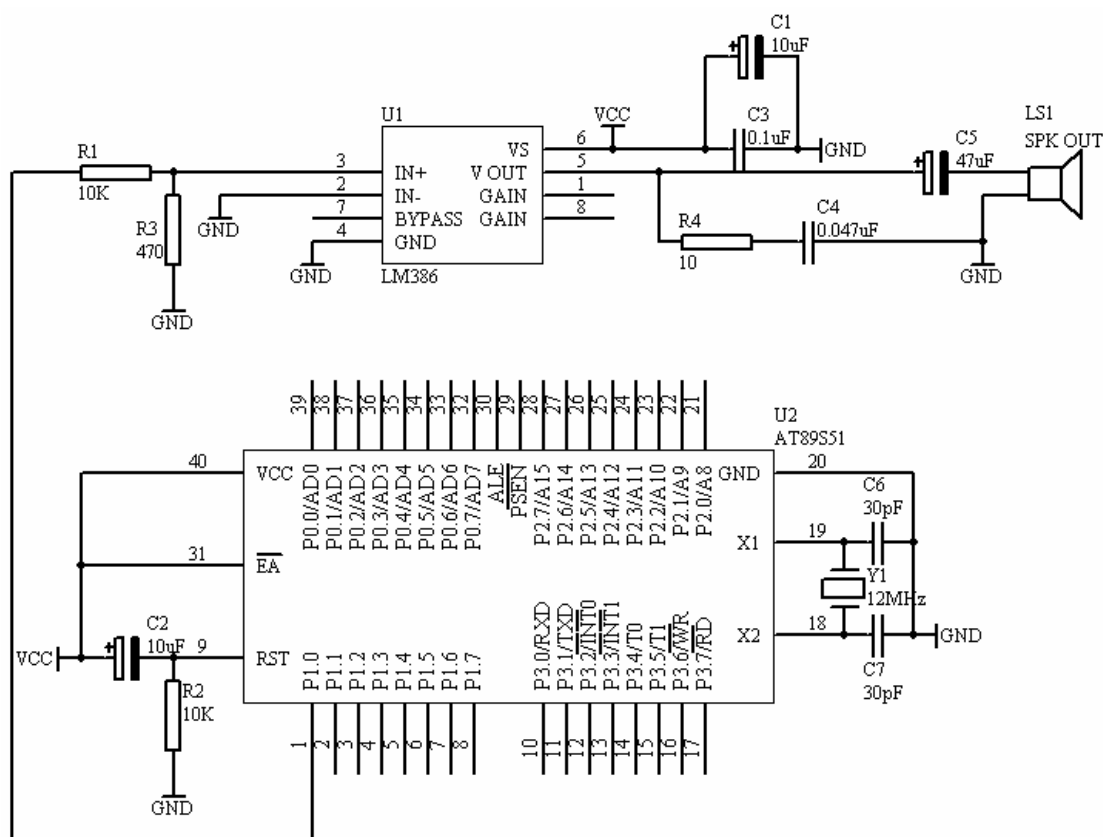 C1
10uF
U1
VCC
C3
0.1uF
GND
LS1
SPK OUT
C5
47uF
R1
10K
3
IN+
VS
6
2
IN-
V OUT
5
7
BYPASS
GAIN
1
4
GND
GAIN
8
LM386
R3
470
GND
GND
GND
R4
10
C4
0.047uF
GND
39
38
37
36
35
34
33
32
30
29
28
27
26
25
24
23
22
21
U2
AT89S51
40
VCC
P0.0/AD0
P0.1/AD1
P0.2/AD2
P0.3/AD3
P0.4/AD4
P0.5/AD5
P0.6/AD6
P0.7/AD7
ALE
PSEN
P2.7/A15
P2.6/A14
P2.5/A13
P2.4/A12
P2.3/A11
P2.2/A10
P2.1/A9
P2.0/A8
GND
20
C6
30pF
31
EA
X1
19
Y1
12MHz
C2
10uF
VCC
9
RST
X2
18
GND
C7
30pF
P1.0
P1.1
P1.2
P1.3
P1.4
P1.5
P1.6
P1.7
P3.0/RXD
P3.1/TXD
P3.2/INT0
P3.3/INT1
P3.4/T0
P3.5/T1
P3.6/WR
P3.7/RD
R2
10K
GND
1
2
3
4
5
6
7
8
10
11
12
13
14
15
16
17